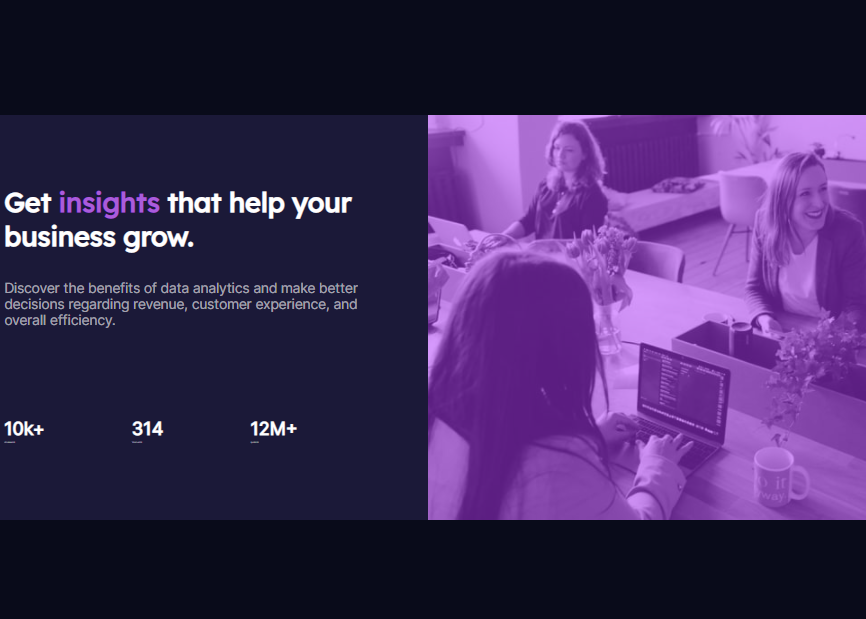 Get insights that help your
business grow.
Discover the benefits of data analytics and make better
decisions regarding revenue, customer experience, and
overall efficiency.
10k+ 314 12M+